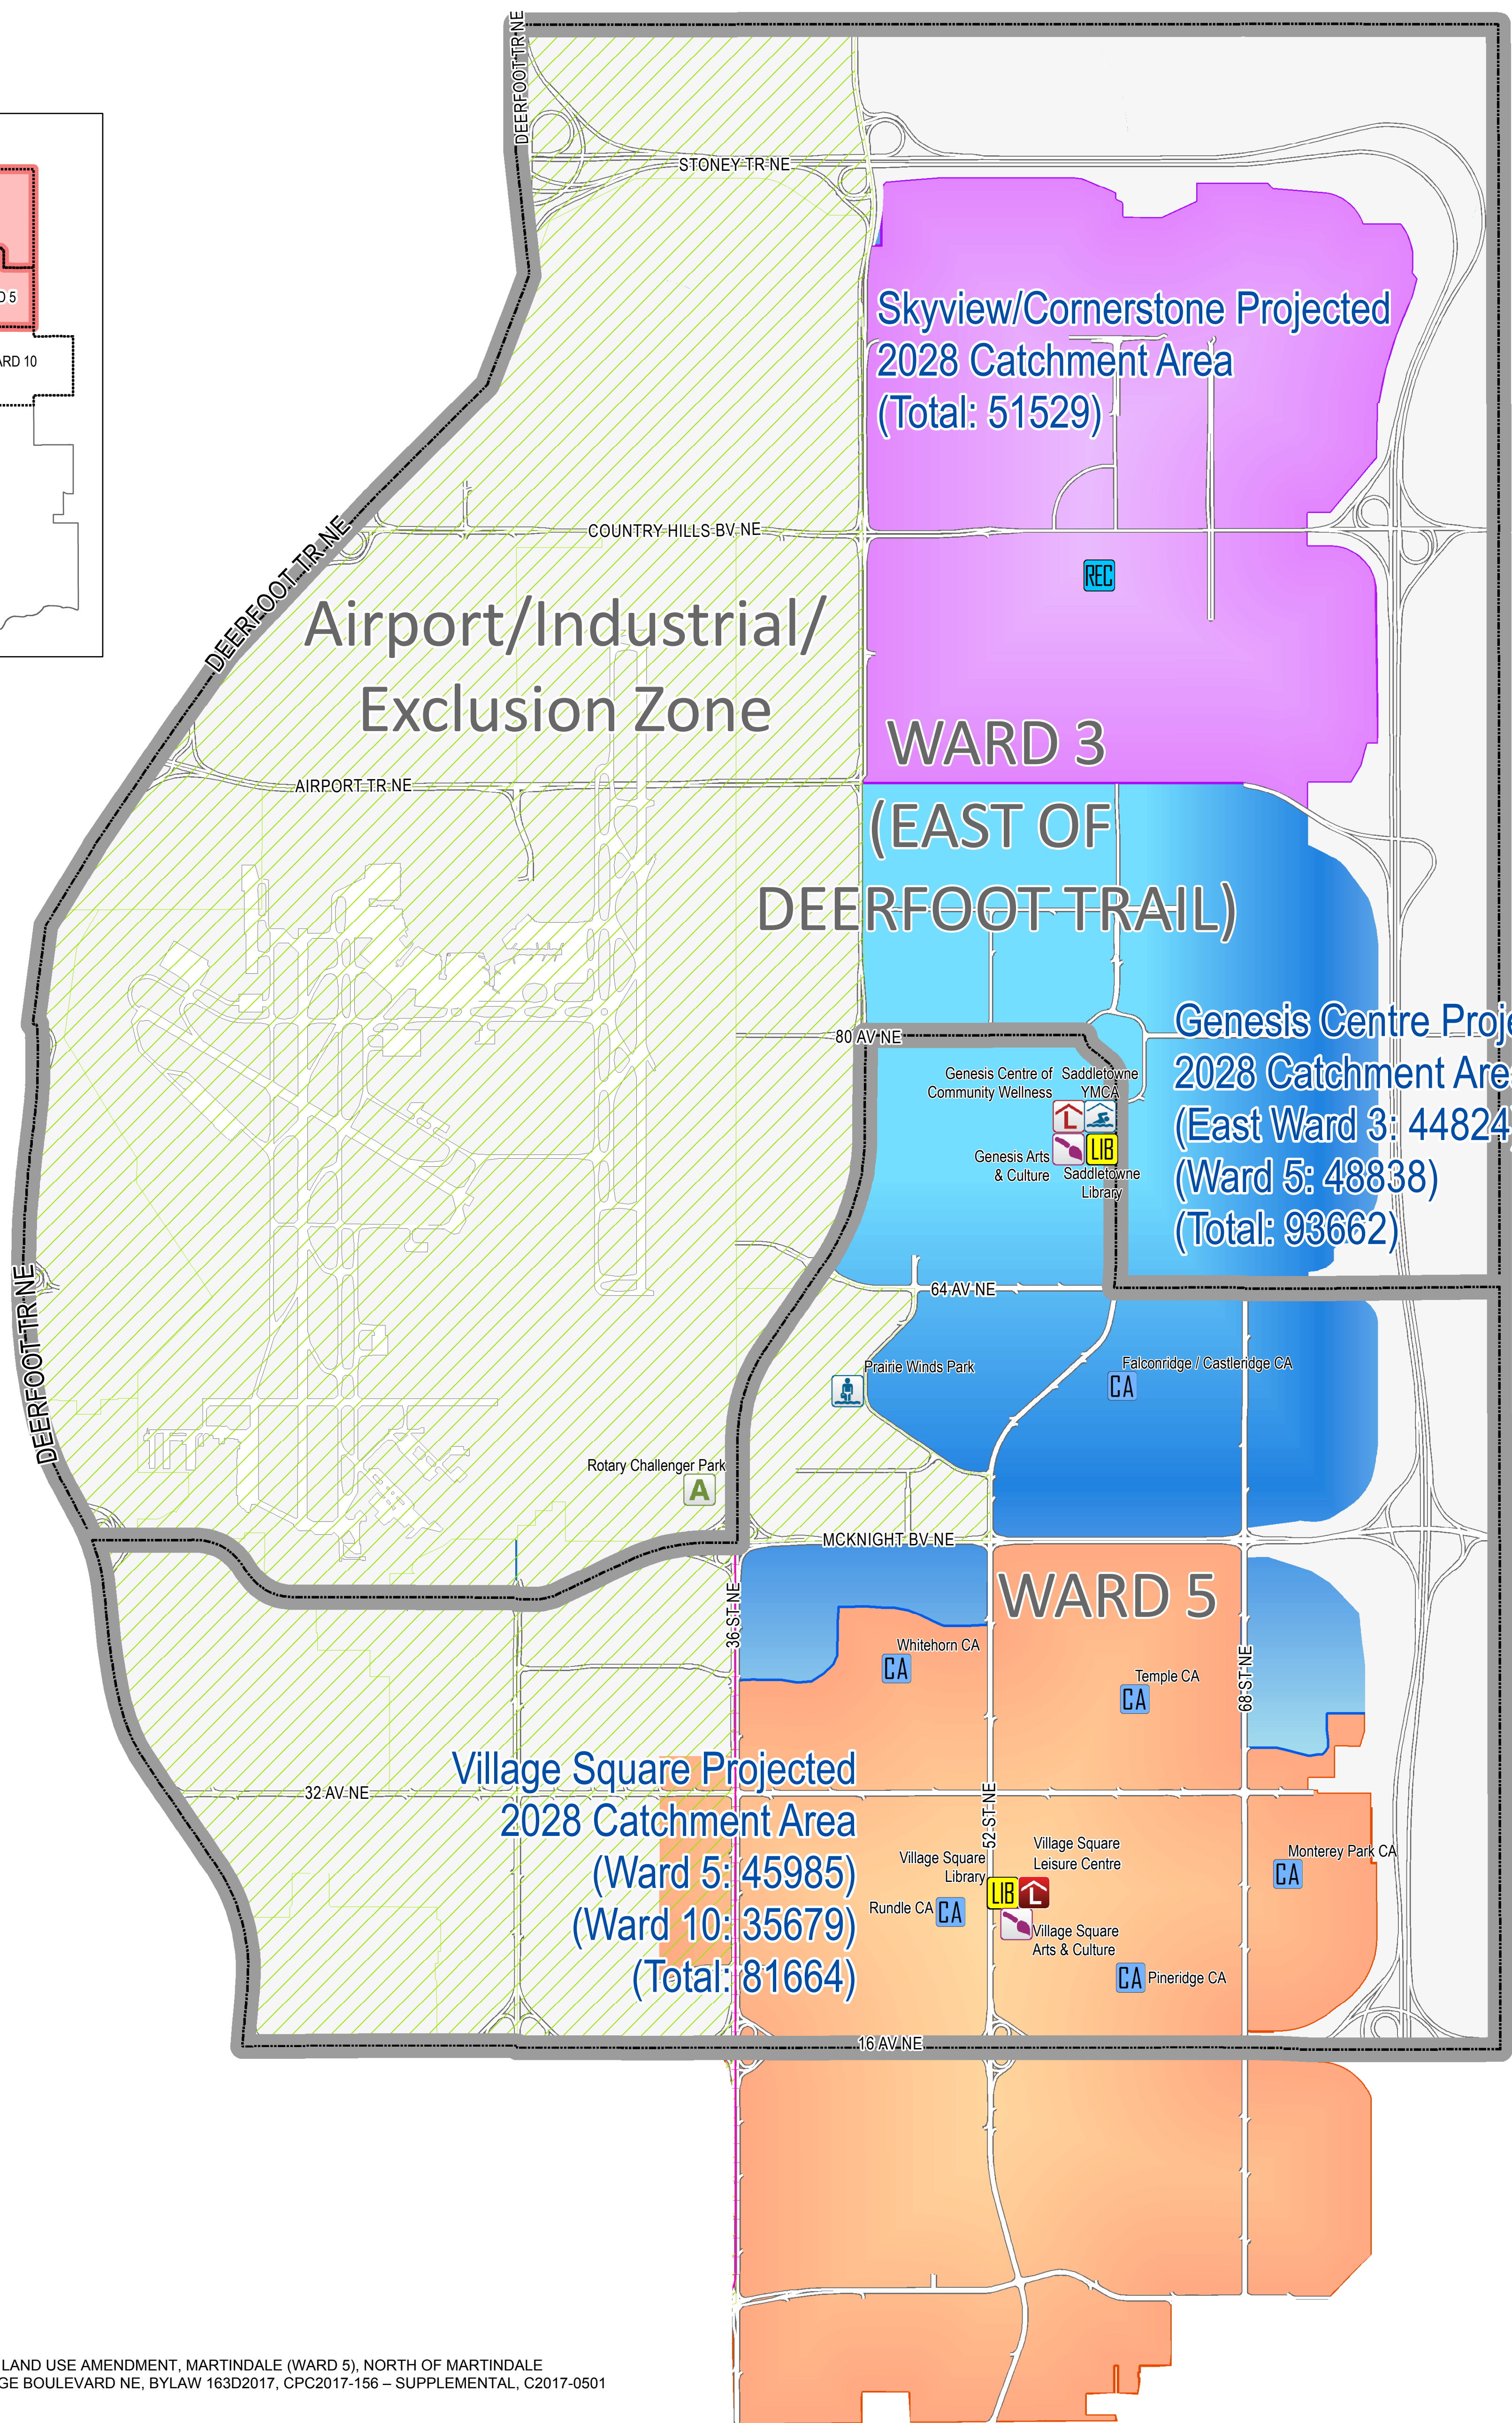 DEERFOOT TR NE
STONEY TR NE
D 5
ARD 10
Skyview/Cornerstone Projected
2028 Catchment Area
(Total: 51529)
COUNTRY HILLS BV NE
DEERFOOT TR NE
REC
Airport/Industrial/
Exclusion Zone
WARD 3
(EAST OF
DEERFOOT TRAIL)
AIRPORT TR NE
80 AV NE
Genesis Centre Proje
2028 Catchment Are
(East Ward 3: 44824
(Ward 5: 48838)
(Total: 93662)
Genesis Centre of
Community Wellness
Saddletowne
YMCA
L
LIB
Genesis Arts
& Culture
Saddletowne
Library
64 AV NE
DEERFOOT TR NE
Prairie Winds Park
Falconridge / Castleridge CA
CA
Rotary Challenger Park
A
MCKNIGHT BV NE
WARD 5
36 ST NE
Whitehorn CA
CA
Temple CA
CA
68 ST NE
Village Square Projected
2028 Catchment Area
(Ward 5: 45985)
(Ward 10: 35679)
(Total: 81664)
32 AV NE
52 ST NE
Village Square
Library
Village Square
Leisure Centre
LIB
L
Monterey Park CA
CA
Rundle CA
CA
Village Square
Arts & Culture
CA
Pineridge CA
16 AV NE
LAND USE AMENDMENT, MARTINDALE (WARD 5), NORTH OF MARTINDALE
GE BOULEVARD NE, BYLAW 163D2017, CPC2017-156 – SUPPLEMENTAL, C2017-0501